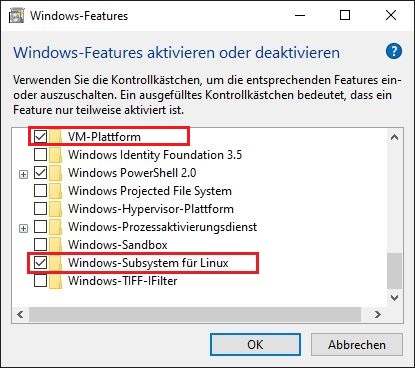 Windows-Features
Windows-Features aktivieren oder deaktivieren
Verwenden Sie die Kontrollkästchen, um die entsprechenden Features ein-
oder auszuschalten. Ein ausgefülltes Kontrollkästchen bedeutet, dass ein
Feature nur teilweise aktiviert ist.
VM-Plattform
Windows Identity Foundation 3.5
Windows PowerShell 2.0
Windows Projected File System
Windows-Hypervisor-Plattform
Windows-Prozessaktivierungsdienst
Windows-Sandbox
Windows-Subsystem für Linux
Windows-TIFF-IFilter
OK
Abbrechen